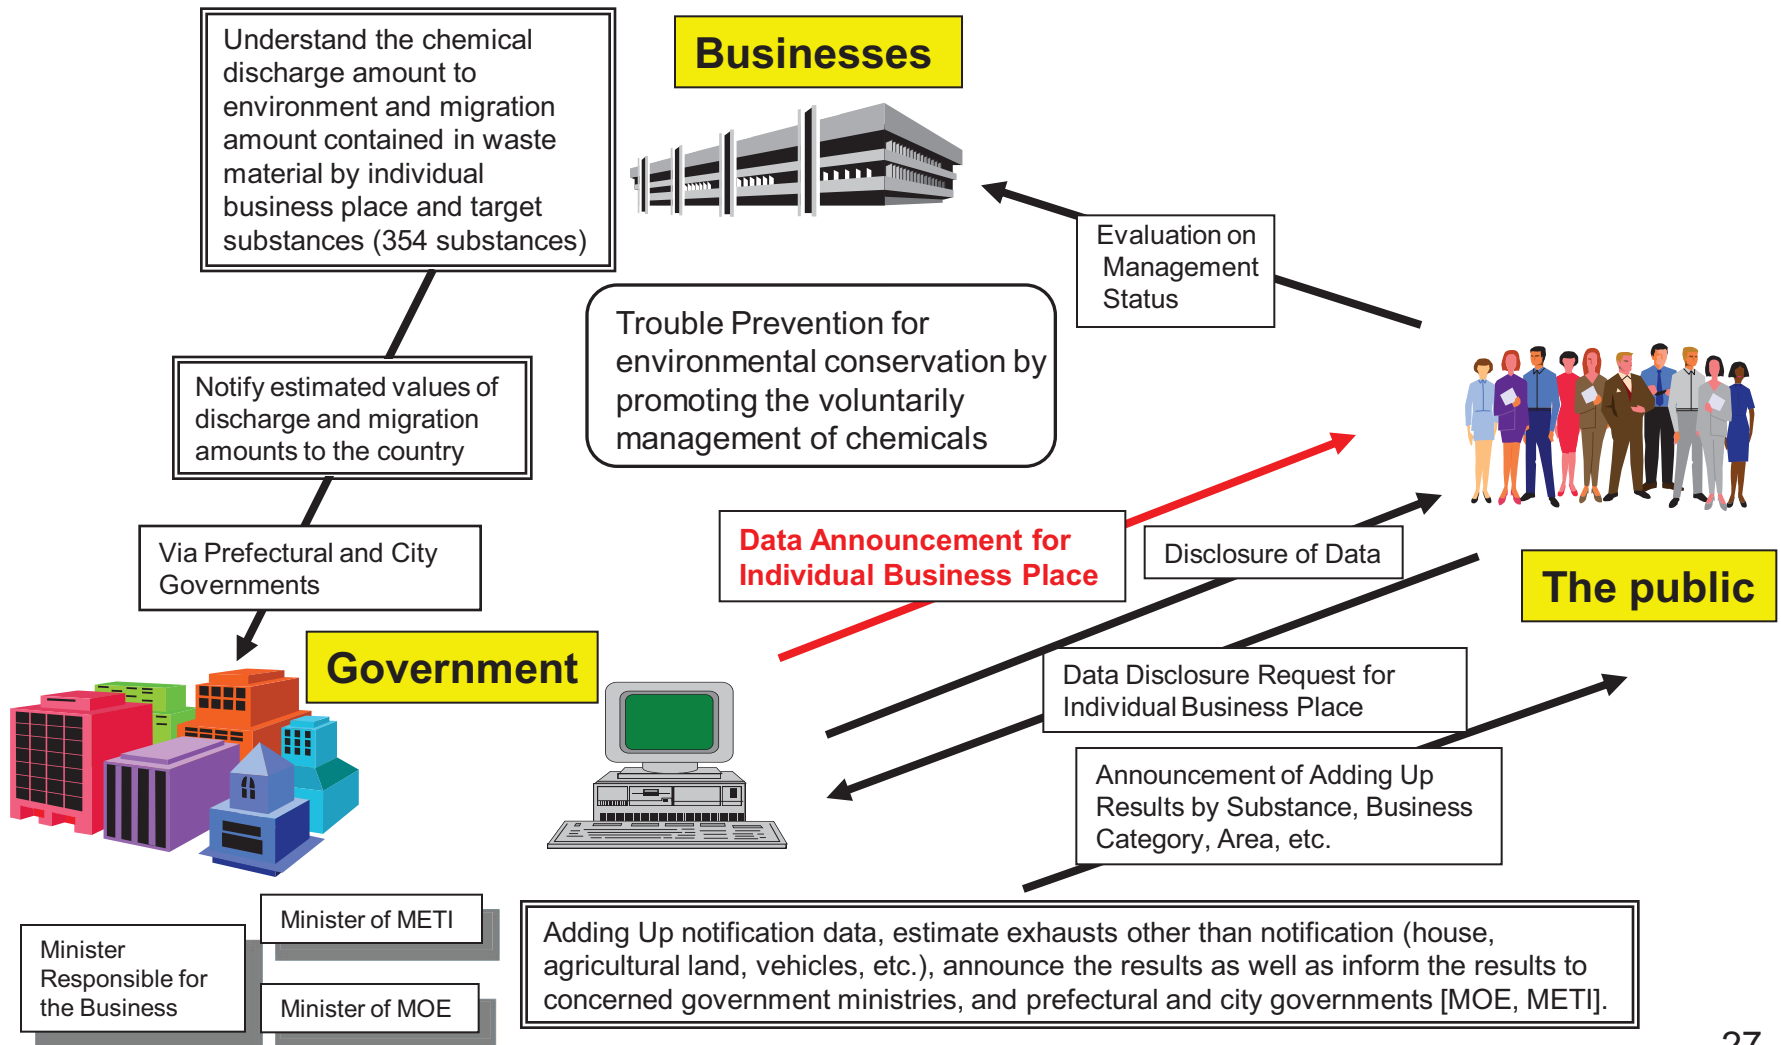 Understand the chemical
discharge amount to
environment and migration
amount contained in waste
material by individual
business place and target
substances (354 substances)
Businesses
Evaluation on
Management
Status
Trouble Prevention for
environmental conservation by
promoting the voluntarily
management of chemicals
Notify estimated values of
discharge and migration
amounts to the country
Via Prefectural and City
Governments
Data Announcement for
Individual Business Place
Disclosure of Data
The public
Government
Data Disclosure Request for
Individual Business Place
Announcement of Adding Up
Results by Substance, Business
Category, Area, etc.
Minister of METI
Minister
Responsible for
the Business
Minister of MOE
Adding Up notification data, estimate exhausts other than notification (house,
agricultural land, vehicles, etc.), announce the results as well as inform the results to
concerned government ministries, and prefectural and city governments [MOE, METI].
27